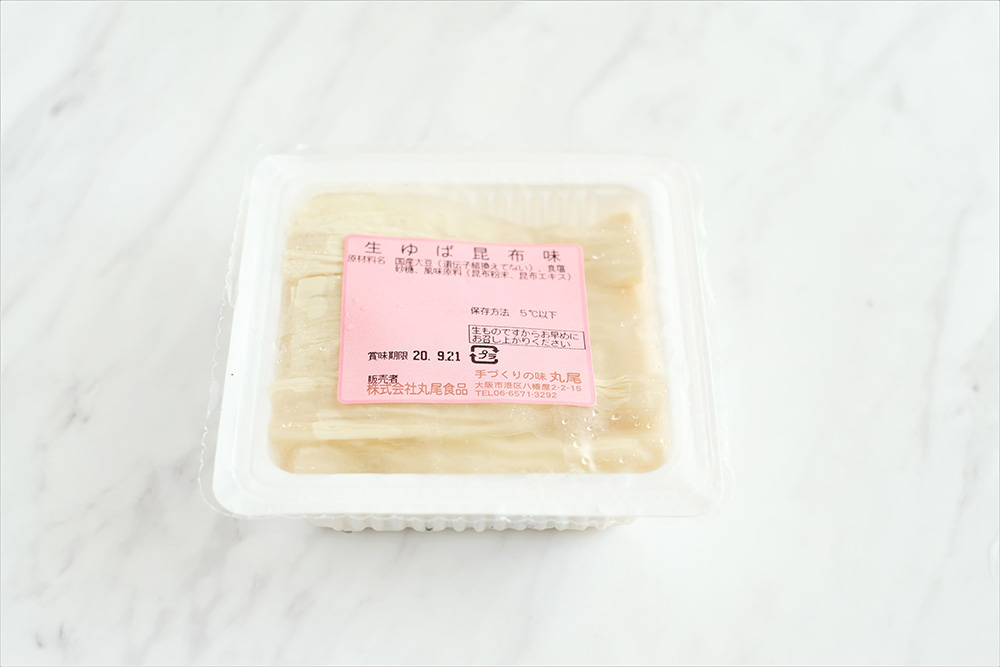 生ゆば昆布味
原材料名 国産大豆（遺伝子組換えでない）、食塩
砂糖、風味原料（昆布粉末、昆布エキス）
保存方法 5℃以下
生ものですからお早めに
お召し上がりください
賞味期限 20. 9.21
プラ
販売者
手づくりの味 丸尾
株式会社丸尾食品
大阪市港区八幡屋2-2-15
TEL06-6571-3292